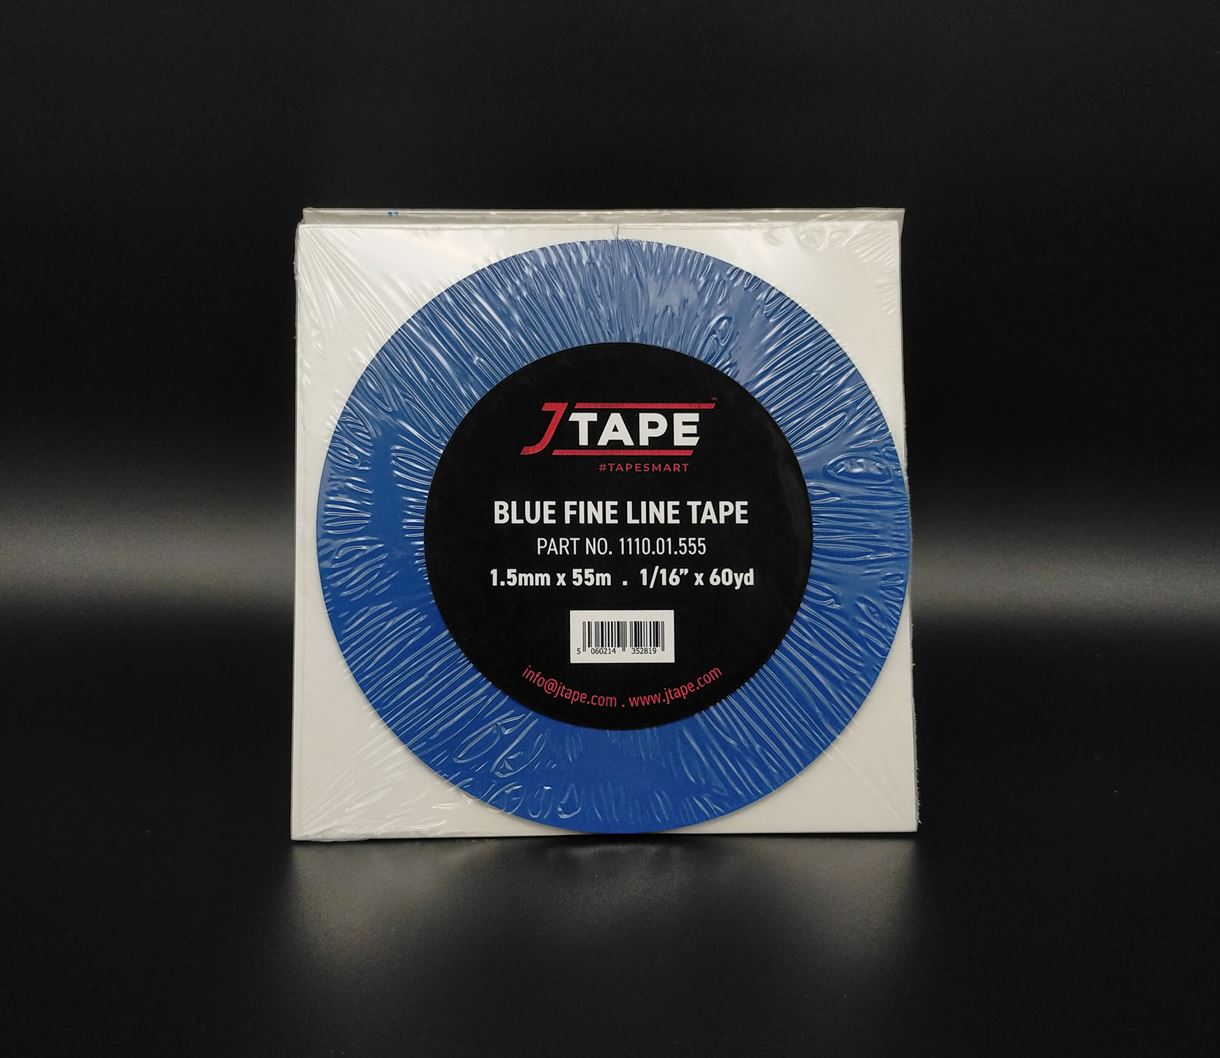 JTAPE™
#TAPESMART
BLUE FINE LINE TAPE
PART NO. 1110.01.555
1.5mm x 55m . 1/16” x 60yd
5 060214 352819
info@jtape.com . www.jtape.com